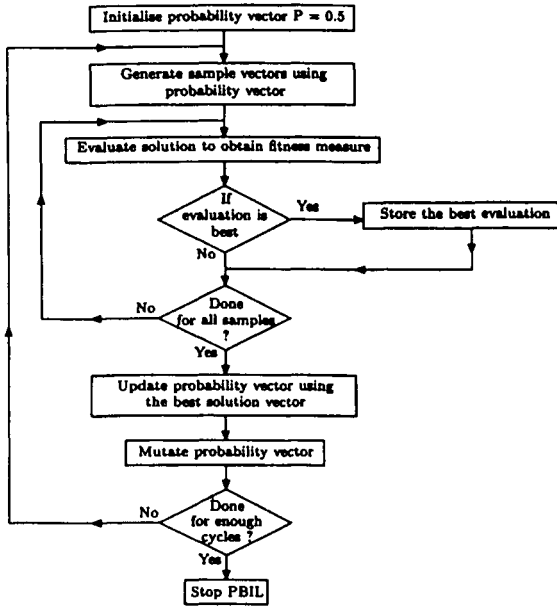 Initialise probability vector P = 0.5
Generate sample vectors using
probability vector
Evaluate solution to obtain fitness measure
If
evaluation is
best
Yes
Store the best evaluation
No
Done
for all samples
?
No
Yes
Update probability vector using
the best solution vector
Mutate probability vector
Done
for enough
cycles ?
No
Yes
Stop PBIL